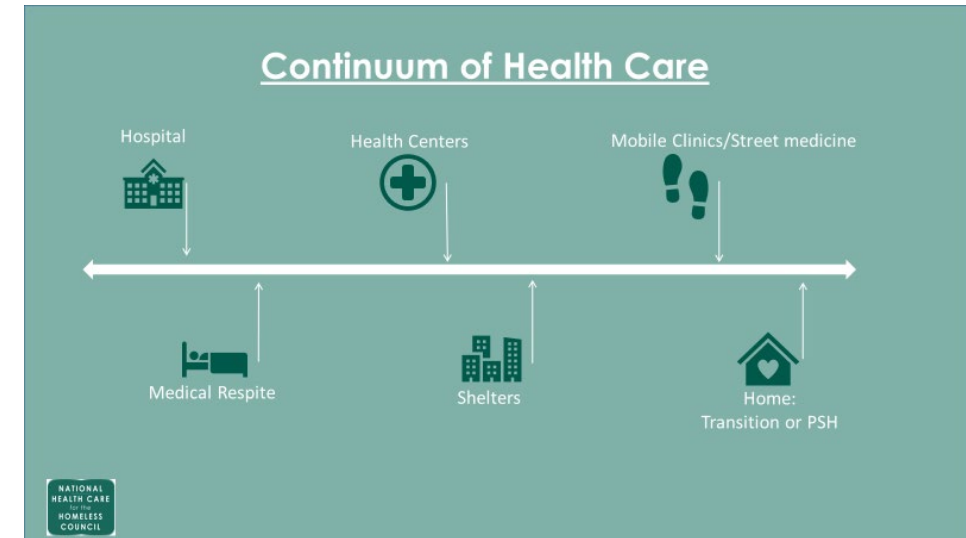 Continuum of Health Care
Hospital
Health Centers
Mobile Clinics/Street medicine
Medical Respite
Shelters
Home:
Transition or PSH
NATIONAL
HEALTH CARE
for the
HOMELESS
COUNCIL